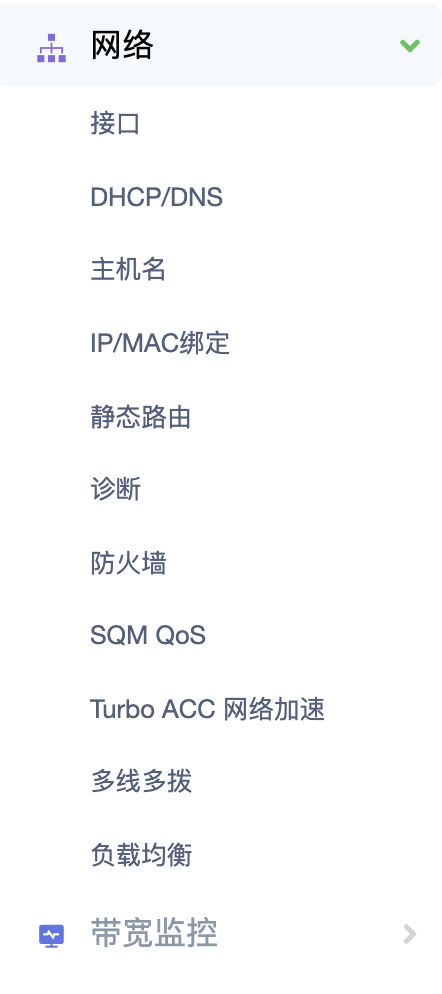 网络
接口
DHCP/DNS
主机名
IP/MAC绑定
静态路由
诊断
防火墙
SQM QoS
Turbo ACC 网络加速
多线多拨
负载均衡
带宽监控